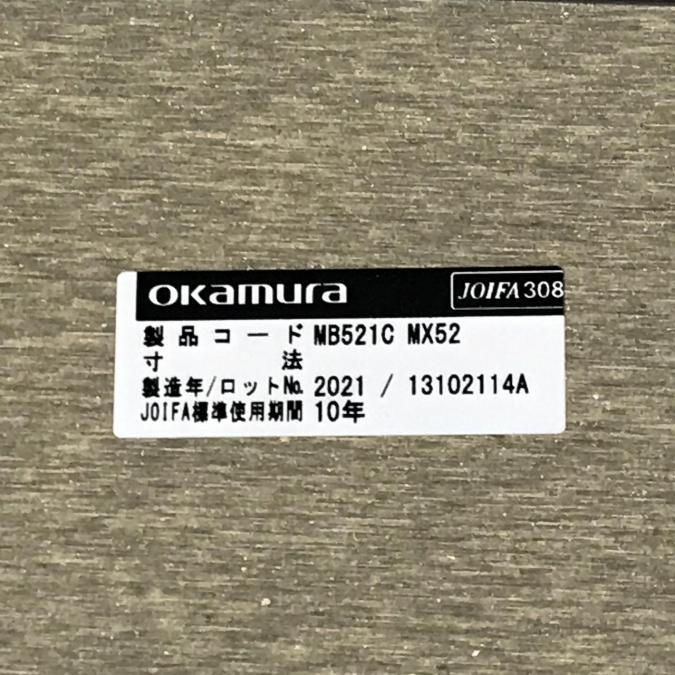 okamura JOIFA308
製品コード MB521C MX52
寸法
製造年/ロットNo. 2021 / 13102114A
JOIFA標準使用期間 10年